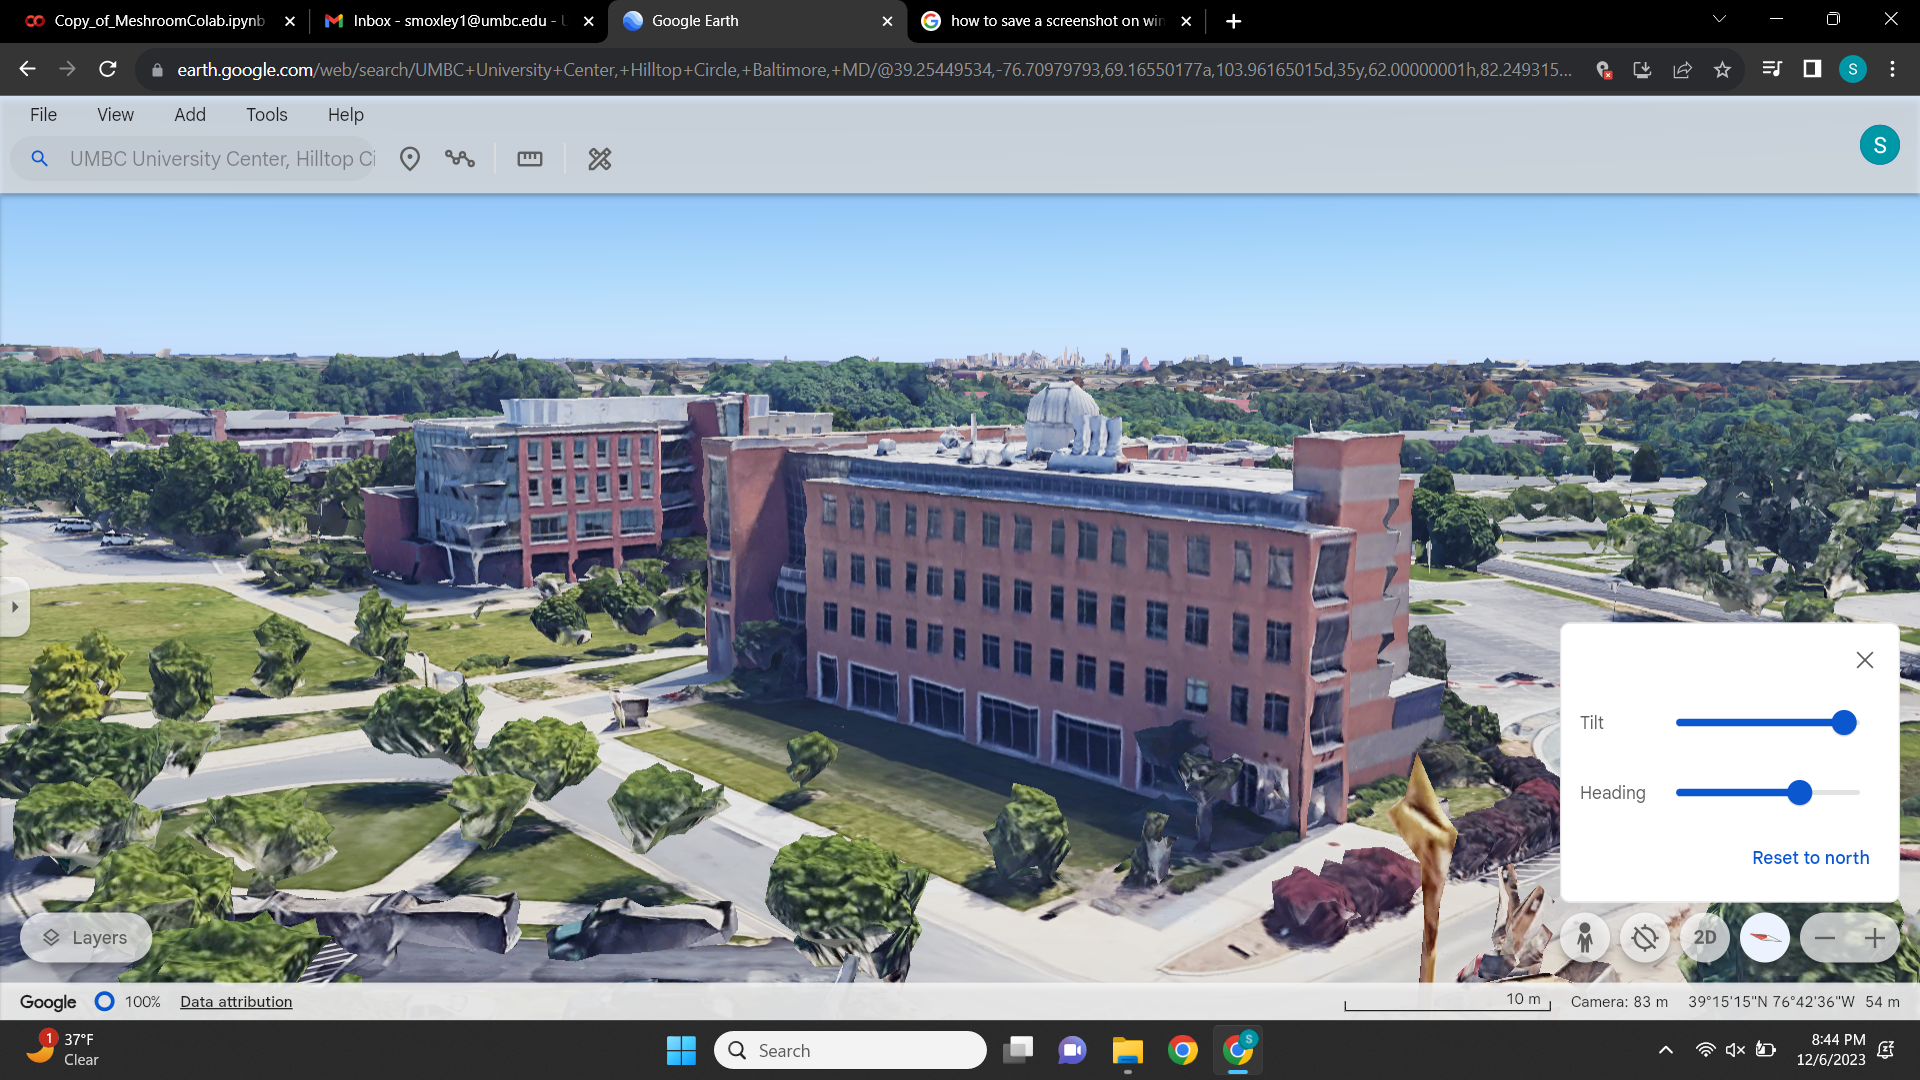 Copy_of_MeshroomColab.ipynb
Inbox - smoxley1@umbc.edu - U
Google Earth
how to save a screenshot on win
earth.google.com/web/search/UMBC+University+Center,+Hilltop+Circle,+Baltimore,+MD/@39.25449534,-76.70979793,69.16550177a,103.96165015d,35y,62.00000001h,82.249315...
S
File View Add Tools Help
UMBC University Center, Hilltop Ci
S
Tilt
Heading
Reset to north
Layers
2D
Google 100% Data attribution
10 m
Camera: 83 m 39°15'15"N 76°42'36"W 54 m
1
37°F
Clear
Search
S
8:44 PM
12/6/2023